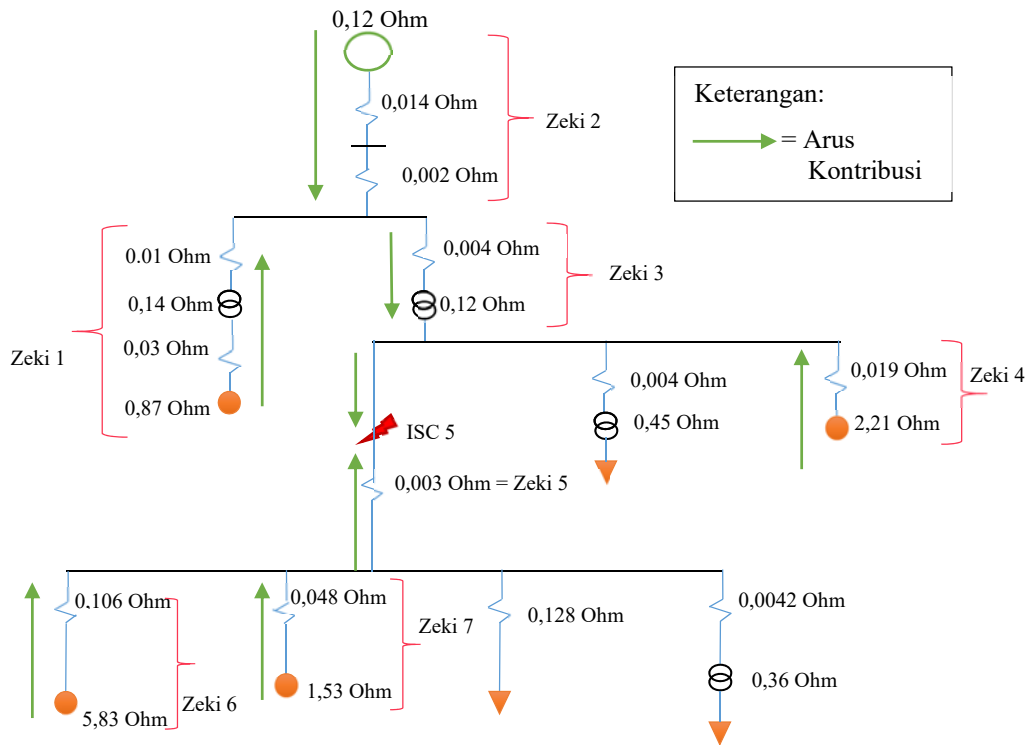 0,12 Ohm
0,014 Ohm
Zeki 2
0,002 Ohm
Keterangan:
= Arus
Kontribusi
0.01 Ohm
0,14 Ohm
0,03 Ohm
Zeki 1
0,87 Ohm
0,004 Ohm
Zeki 3
0,12 Ohm
0,004 Ohm
0,45 Ohm
0,019 Ohm
Zeki 4
2,21 Ohm
ISC 5
0,003 Ohm = Zeki 5
0,106 Ohm
Zeki 6
5,83 Ohm
0,048 Ohm
Zeki 7
1,53 Ohm
0,128 Ohm
0,0042 Ohm
0,36 Ohm